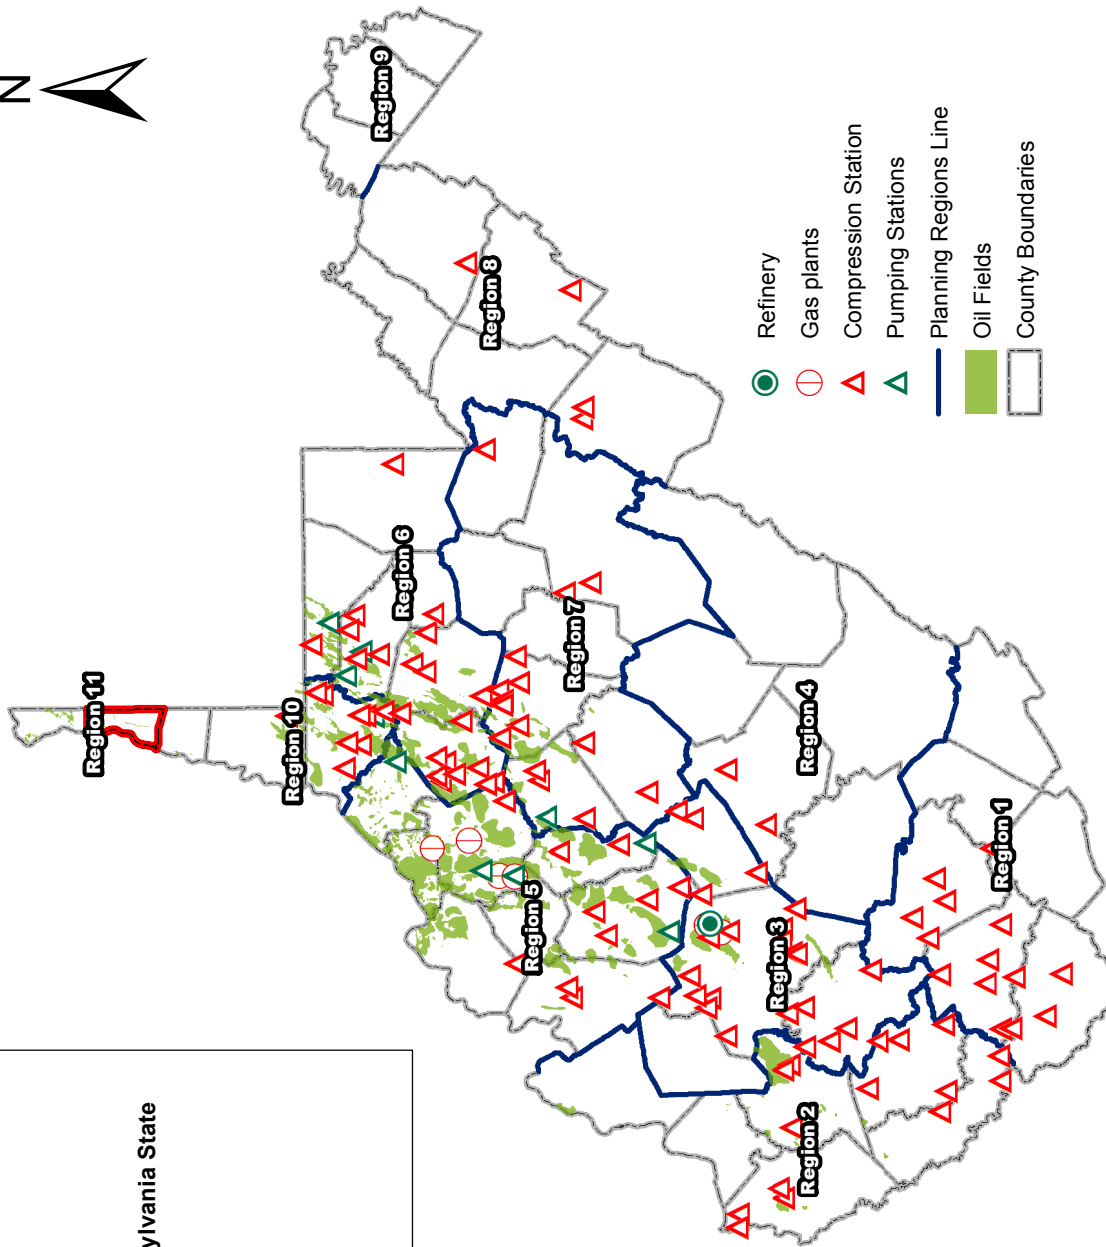 N
Region 9
Region 8
Region 6
Region 11
Region 10
Region 7
Region 5
Region 4
Region 3
Region 1
Region 2
Refinery
Gas plants
Compression Station
Pumping Stations
Planning Regions Line
Oil Fields
County Boundaries
ylvania State